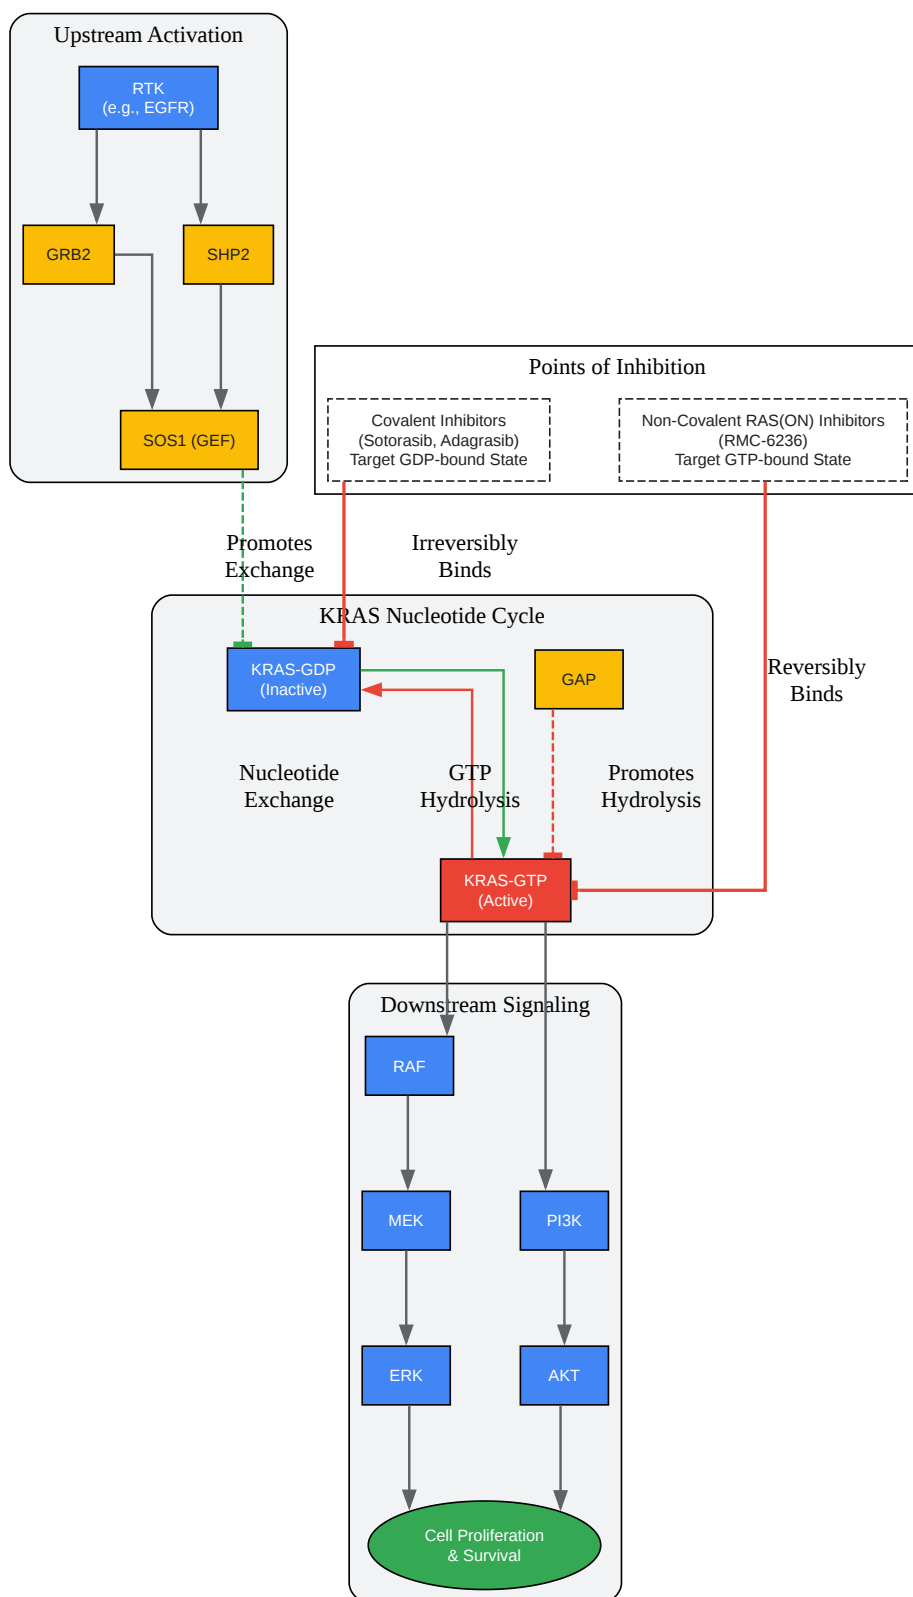 Upstream Activation
RTK
(e.g., EGFR)
GRB2
SHP2
SOS1 (GEF)
Points of Inhibition
Covalent Inhibitors
(Sotorasib, Adagrasib)
Target GDP-bound State
Non-Covalent RAS(ON) Inhibitors
(RMC-6236)
Target GTP-bound State
Promotes
Exchange
Irreversibly
Binds
KRAS Nucleotide Cycle
KRAS-GDP
(Inactive)
GAP
Reversibly
Binds
Nucleotide
Exchange
GTP
Hydrolysis
Promotes
Hydrolysis
KRAS-GTP
(Active)
Downstream Signaling
RAF
MEK
PI3K
ERK
AKT
Cell Proliferation
& Survival